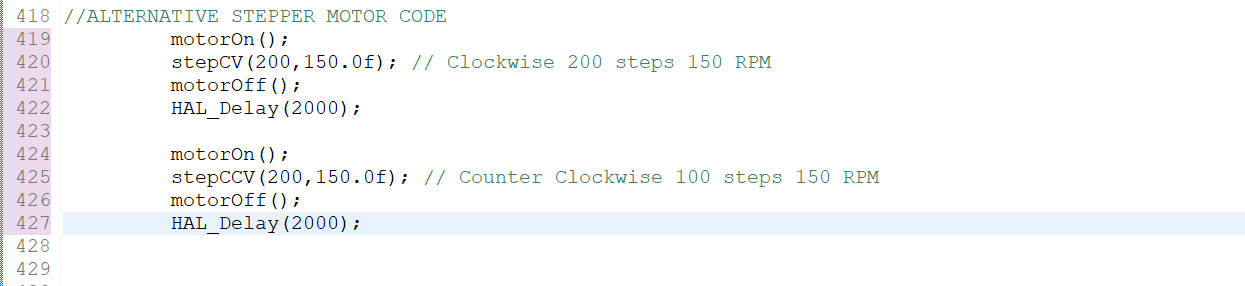 418 //ALTERNATIVE STEPPER MOTOR CODE
419 motorOn();
420 stepCV(200,150.0f); // Clockwise 200 steps 150 RPM
421 motorOff();
422 HAL_Delay(2000);
423
424 motorOn();
425 stepCCV(200,150.0f); // Counter Clockwise 100 steps 150 RPM
426 motorOff();
427 HAL_Delay(2000);
428
429